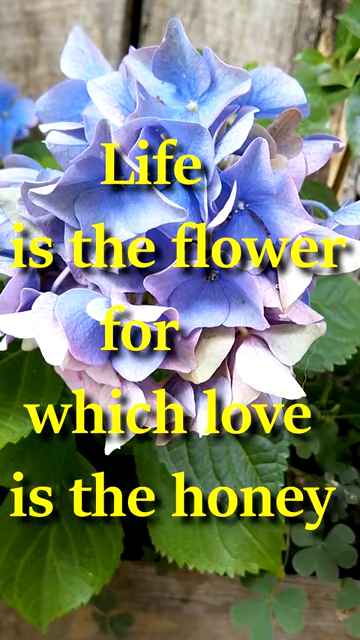 Life
is the flower
for
which love
is the honey